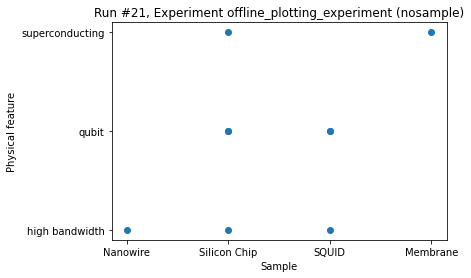 Run #21, Experiment offline_plotting_experiment (nosample)
superconducting
qubit
high bandwidth
Physical feature
Nanowire
Silicon Chip
SQUID
Membrane
Sample